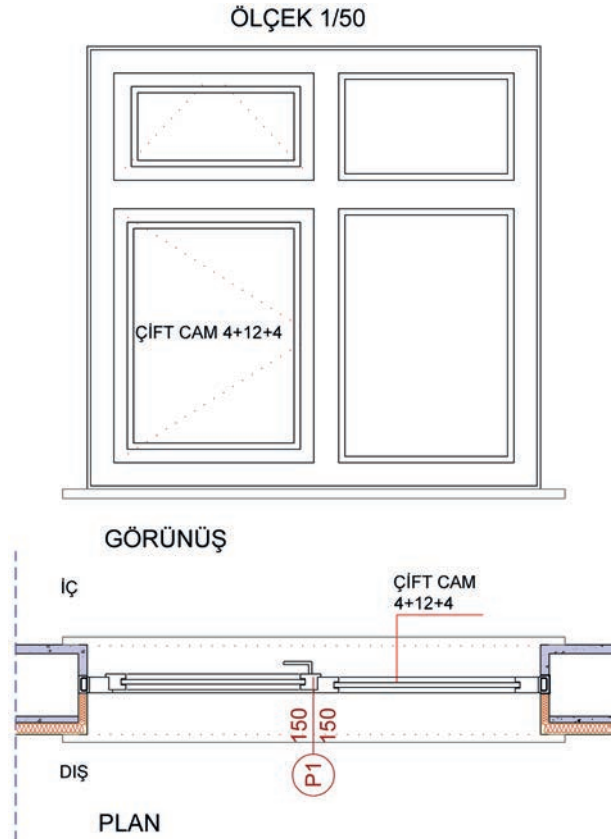 ÖLÇEK 1/50
ÇİFT CAM 4+12+4
GÖRÜNÜŞ
İÇ
ÇİFT CAM
4+12+4
150
150
P1
DIŞ
PLAN